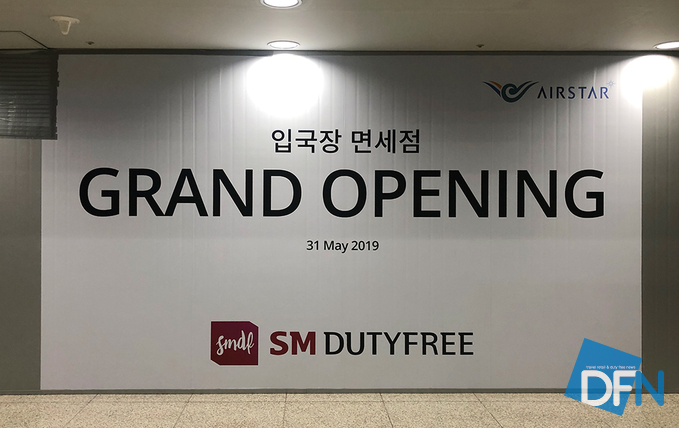 AIRSTAR
입국장 면세점
GRAND OPENING
31 May 2019
smdf SM DUTYFREE
DFN